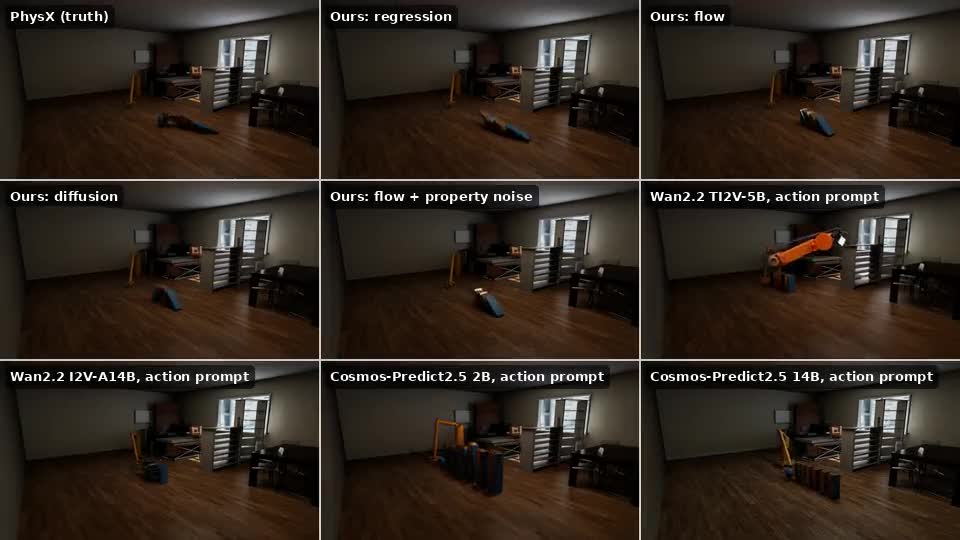 PhysX (truth)
Ours: regression
Ours: flow
Ours: diffusion
Ours: flow + property noise
Wan2.2 TI2V-5B, action prompt
Wan2.2 I2V-A14B, action prompt
Cosmos-Predict2.5 2B, action prompt
Cosmos-Predict2.5 14B, action prompt